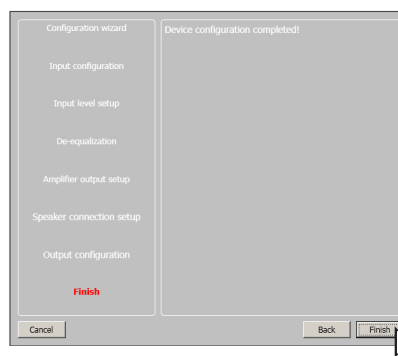 Configuration wizard
Device configuration completed!
Input configuration
Input level setup
De-equalization
Amplifier output setup
Speaker connection setup
Output configuration
Finish
Cancel
Back
Finish